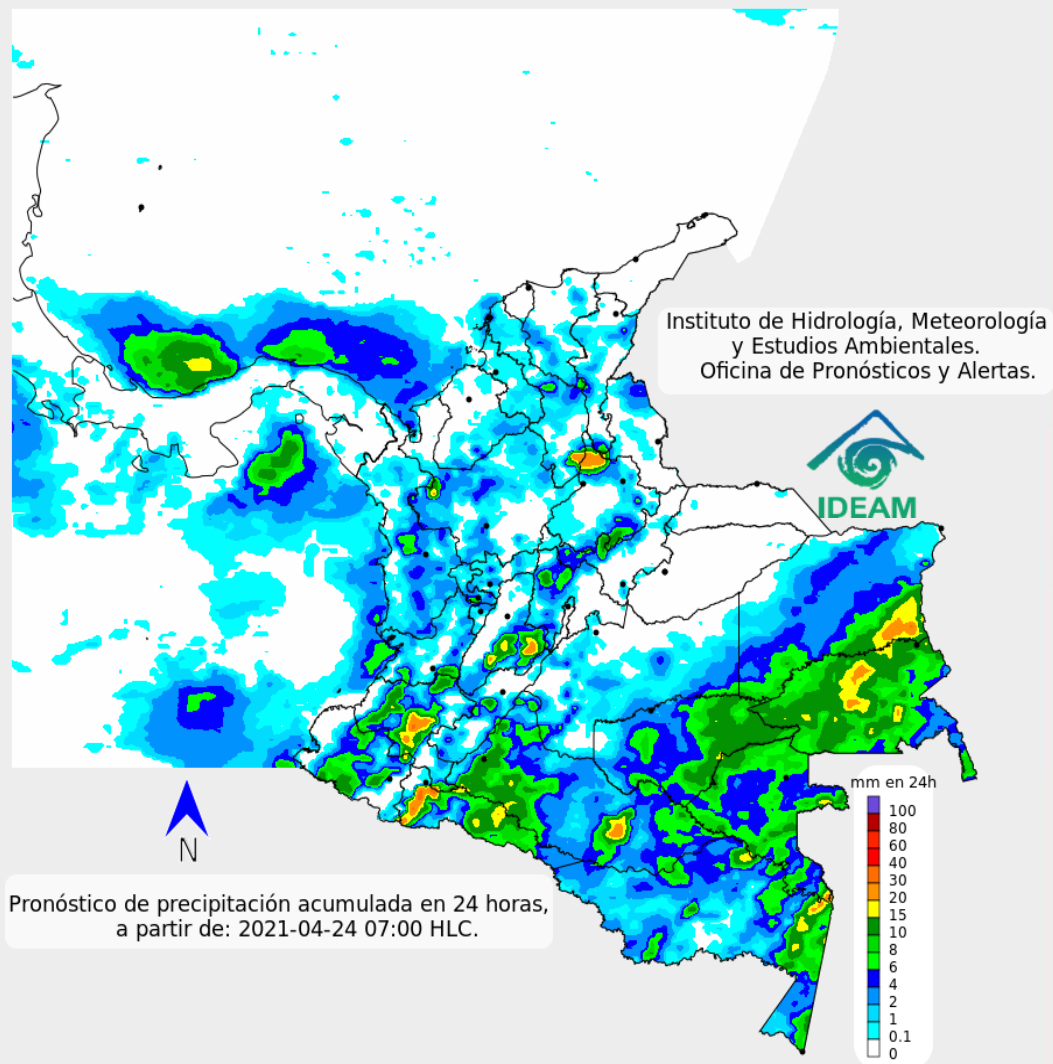 Instituto de Hidrología, Meteorología
y Estudios Ambientales.
Oficina de Pronósticos y Alertas.
IDEAM
mm en 24h
100
80
60
40
30
20
15
10
8
6
4
2
1
0.1
0
N
Pronóstico de precipitación acumulada en 24 horas,
a partir de: 2021-04-24 07:00 HLC.